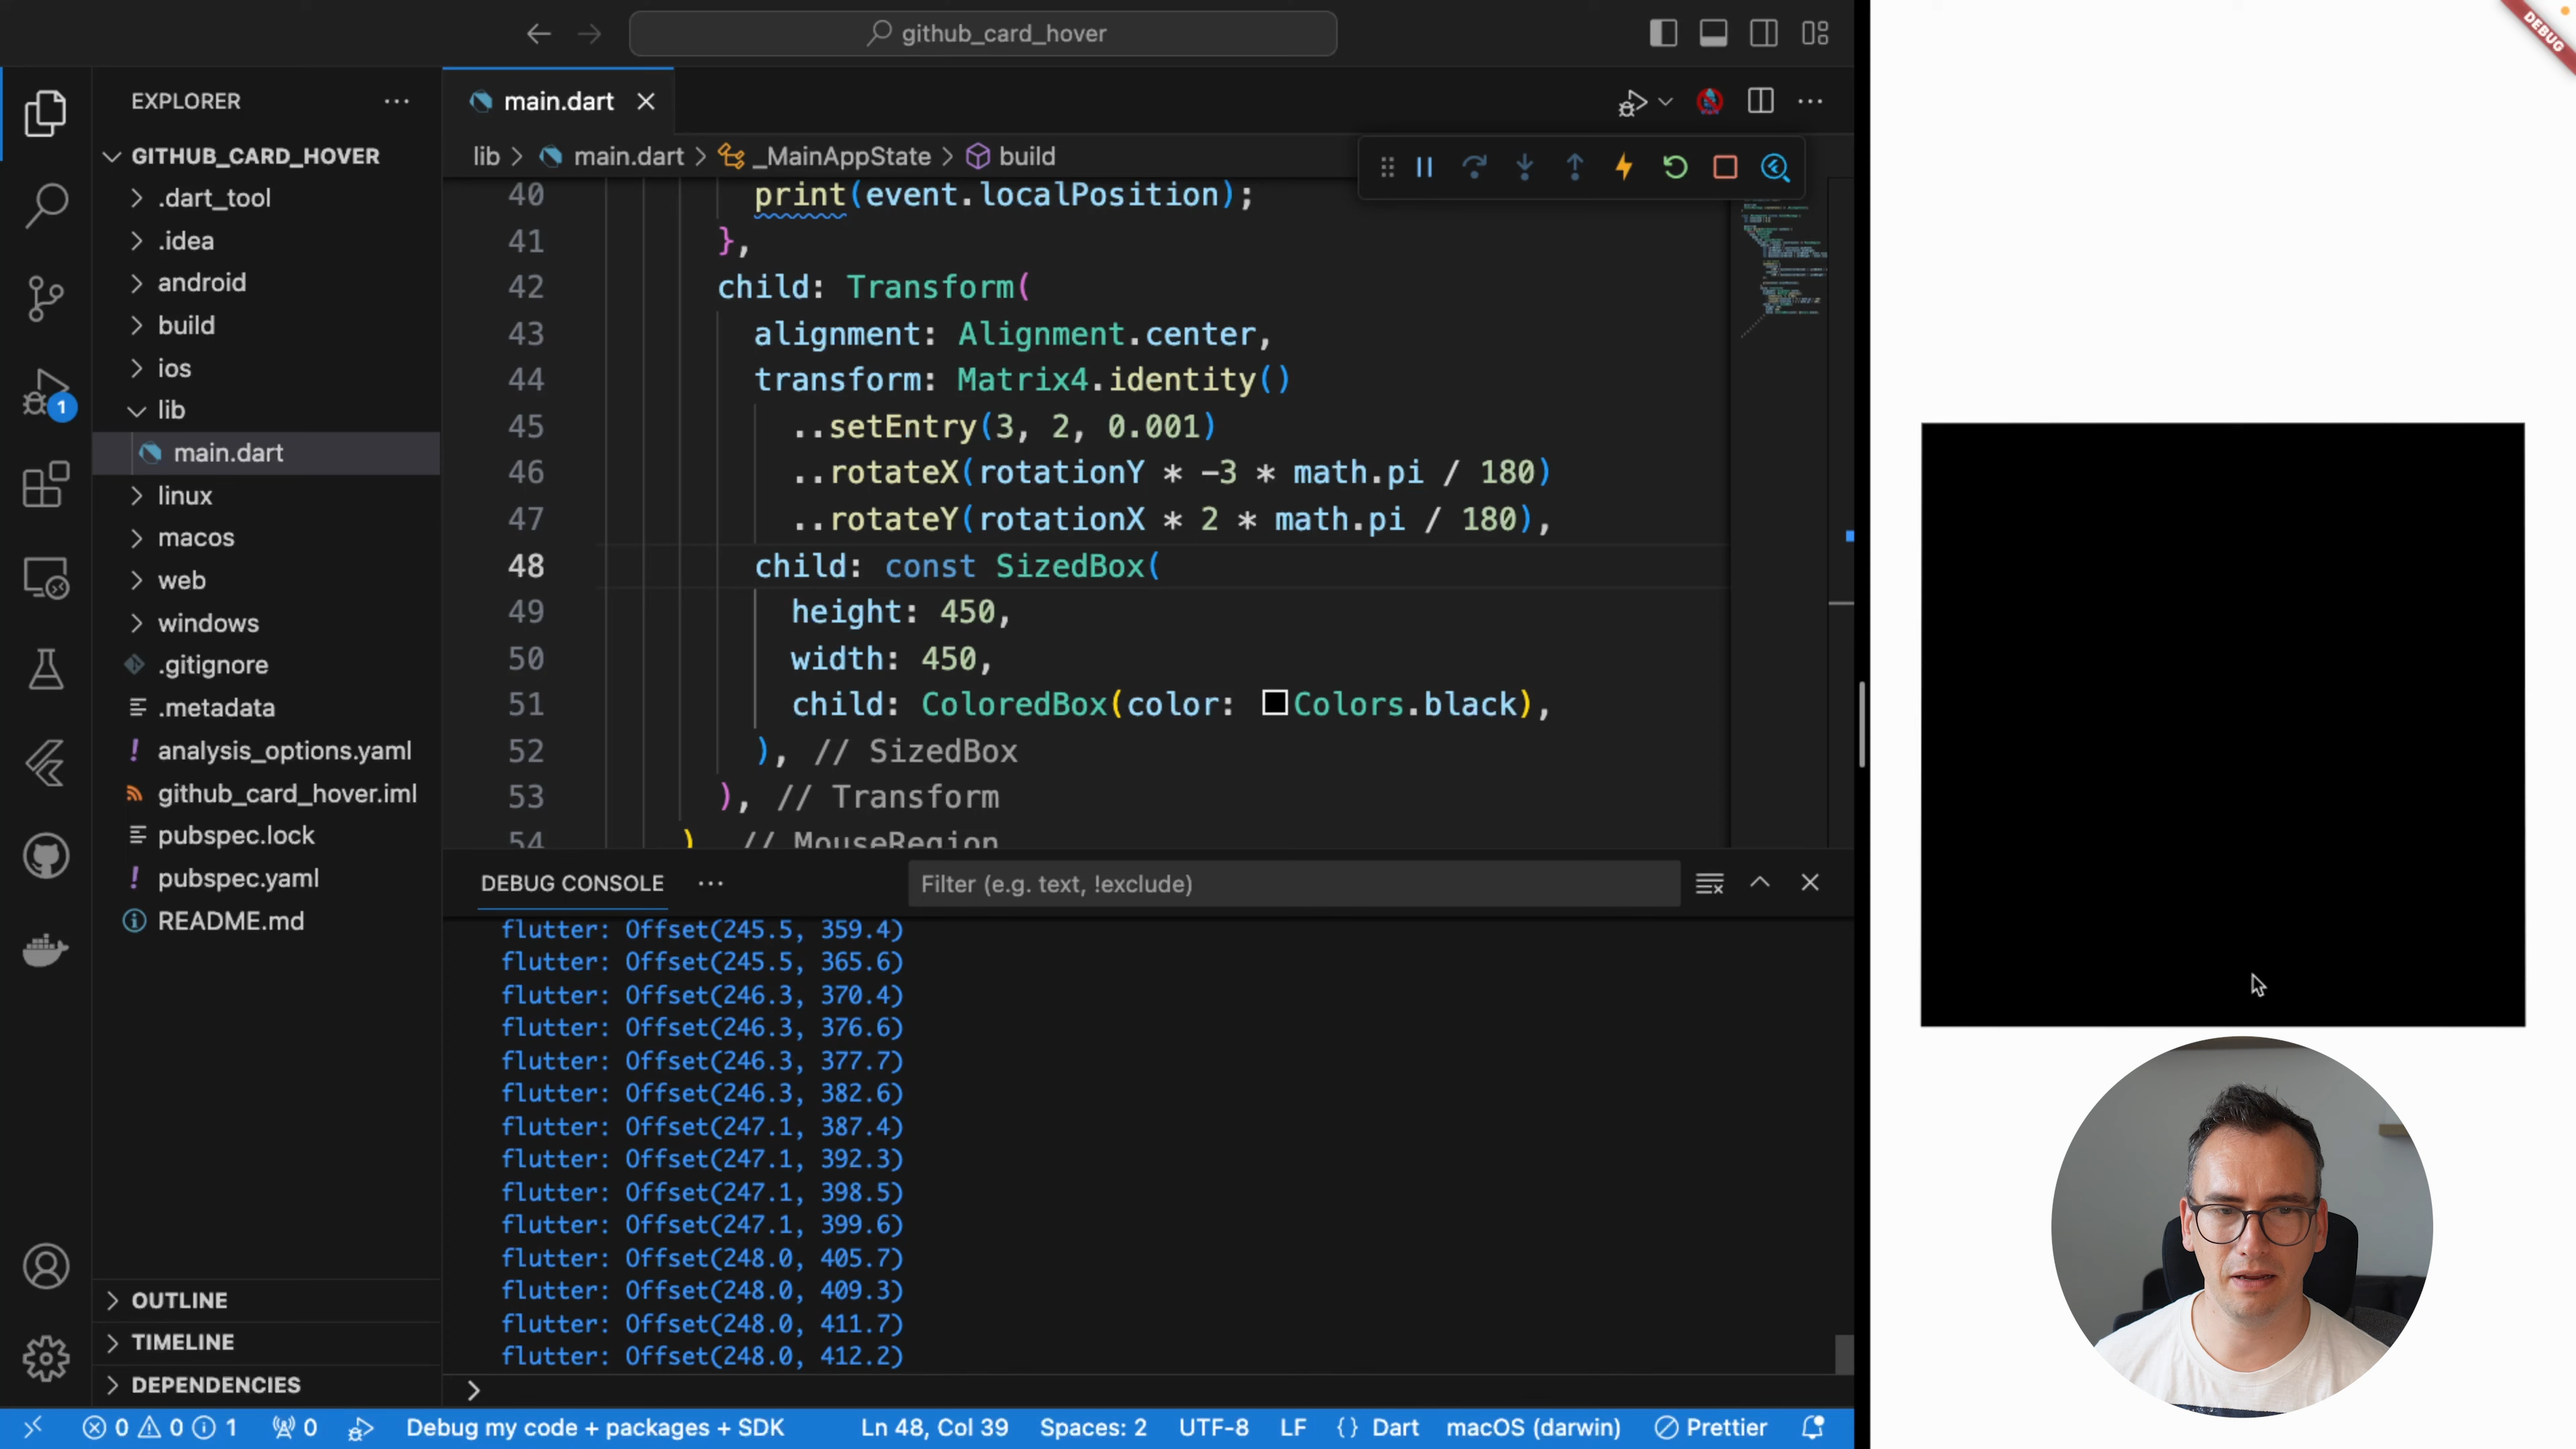 github_card_hover
DEBUG
EXPLORER
main.dart
GITHUB_CARD_HOVER
.dart_tool
.idea
android
build
ios
lib
main.dart
linux
macos
web
windows
.gitignore
.metadata
analysis_options.yaml
github_card_hover.iml
pubspec.lock
pubspec.yaml
README.md
OUTLINE
TIMELINE
DEPENDENCIES
1
lib > main.dart > _MainAppState > build
40 print(event.localPosition);
41 },
42 child: Transform(
43 alignment: Alignment.center,
44 transform: Matrix4.identity()
45 ..setEntry(3, 2, 0.001)
46 ..rotateX(rotationY * -3 * math.pi / 180)
47 ..rotateY(rotationX * 2 * math.pi / 180),
48 child: const SizedBox(
49 height: 450,
50 width: 450,
51 child: ColoredBox(color: Colors.black),
52 ), // SizedBox
53 ), // Transform
54 ) // MouseRegion
DEBUG CONSOLE
Filter (e.g. text, !exclude)
flutter: Offset(245.5, 359.4)
flutter: Offset(245.5, 365.6)
flutter: Offset(246.3, 370.4)
flutter: Offset(246.3, 376.6)
flutter: Offset(246.3, 377.7)
flutter: Offset(246.3, 382.6)
flutter: Offset(247.1, 387.4)
flutter: Offset(247.1, 392.3)
flutter: Offset(247.1, 398.5)
flutter: Offset(247.1, 399.6)
flutter: Offset(248.0, 405.7)
flutter: Offset(248.0, 409.3)
flutter: Offset(248.0, 411.7)
flutter: Offset(248.0, 412.2)
0 0 1 0 Debug my code + packages + SDK Ln 48, Col 39 Spaces: 2 UTF-8 LF {} Dart macOS (darwin) Prettier